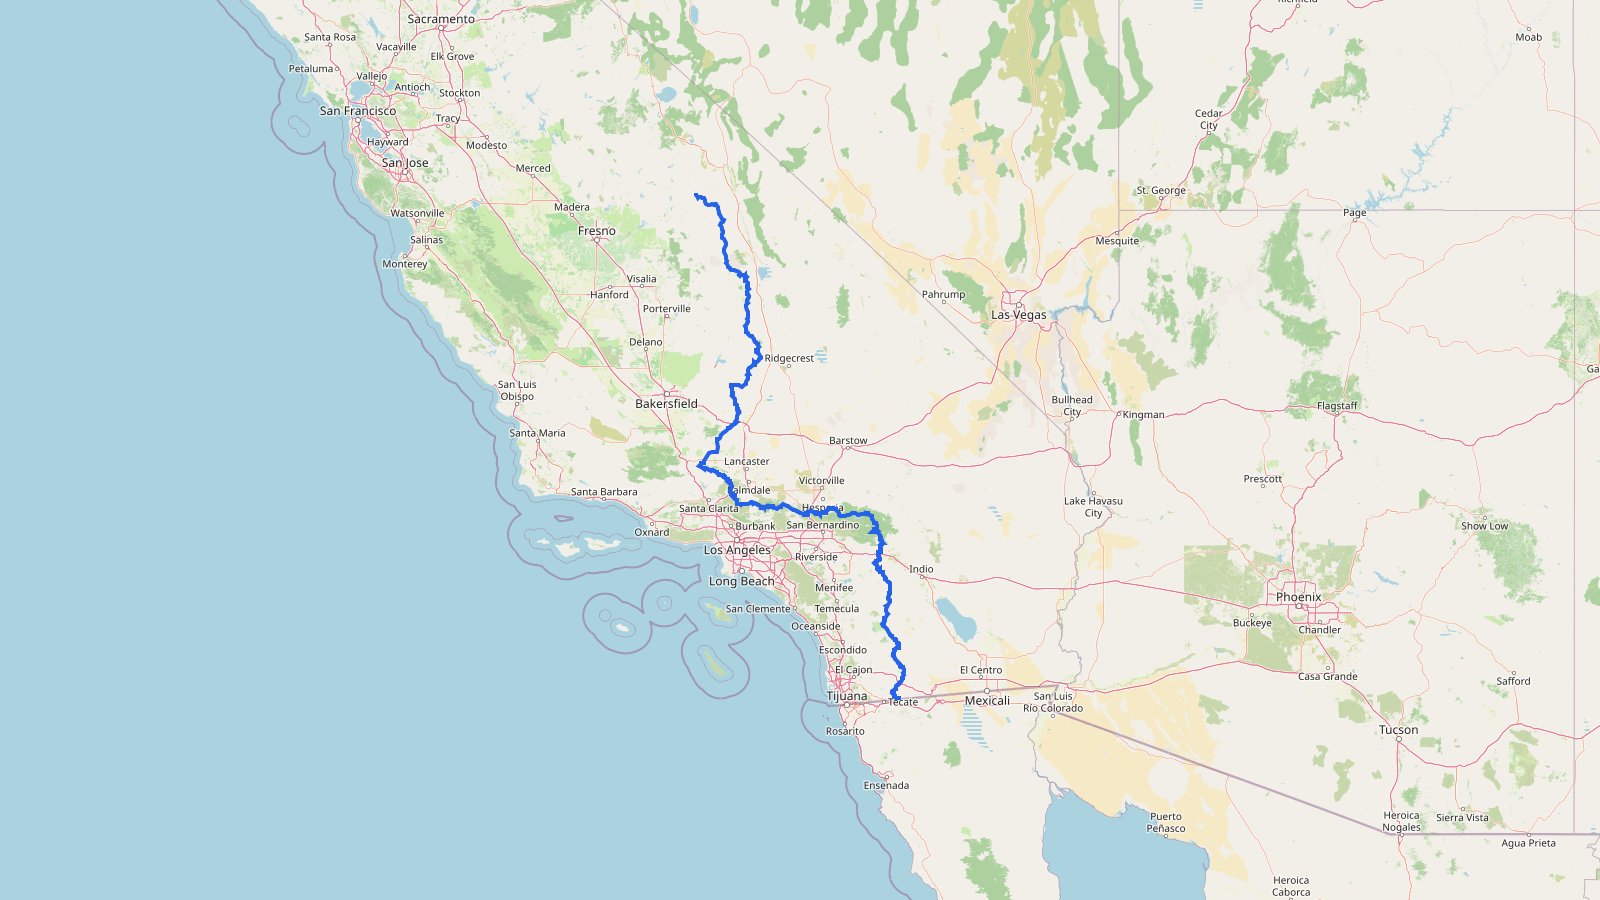 Sacramento
Richfield
Santa Rosa
Moab
Vacaville
Elk Grove
Petaluma
Vallejo
Antioch
Stockton
San Francisco
Tracy
Cedar
City
Hayward
Modesto
San Jose
Merced
St. George
Madera
Watsonville
Page
Fresno
Salinas
Mesquite
Monterey
Visalia
Hanford
Pahrump
Porterville
Las Vegas
Delano
Ridgecrest
Ga
San Luis
Obispo
Bakersfield
Bullhead
City
Kingman
Flagstaff
Santa Maria
Barstow
Lancaster
Prescott
Victorville
Santa Barbara
Palmdale
Lake Havasu
City
Santa Clarita
Hesperia
Show Low
Oxnard
Burbank
San Bernardino
Los Angeles
Riverside
Indio
Long Beach
Menifee
Phoenix
San Clemente
Temecula
Buckeye
Chandler
Oceanside
Escondido
El Cajon
El Centro
Casa Grande
Safford
Tijuana
Tecate
Mexicali
San Luis
Río Colorado
Rosarito
Tucson
Ensenada
Puerto
Peñasco
Heroica
Nogales
Sierra Vista
Agua Prieta
Heroica
Caborca